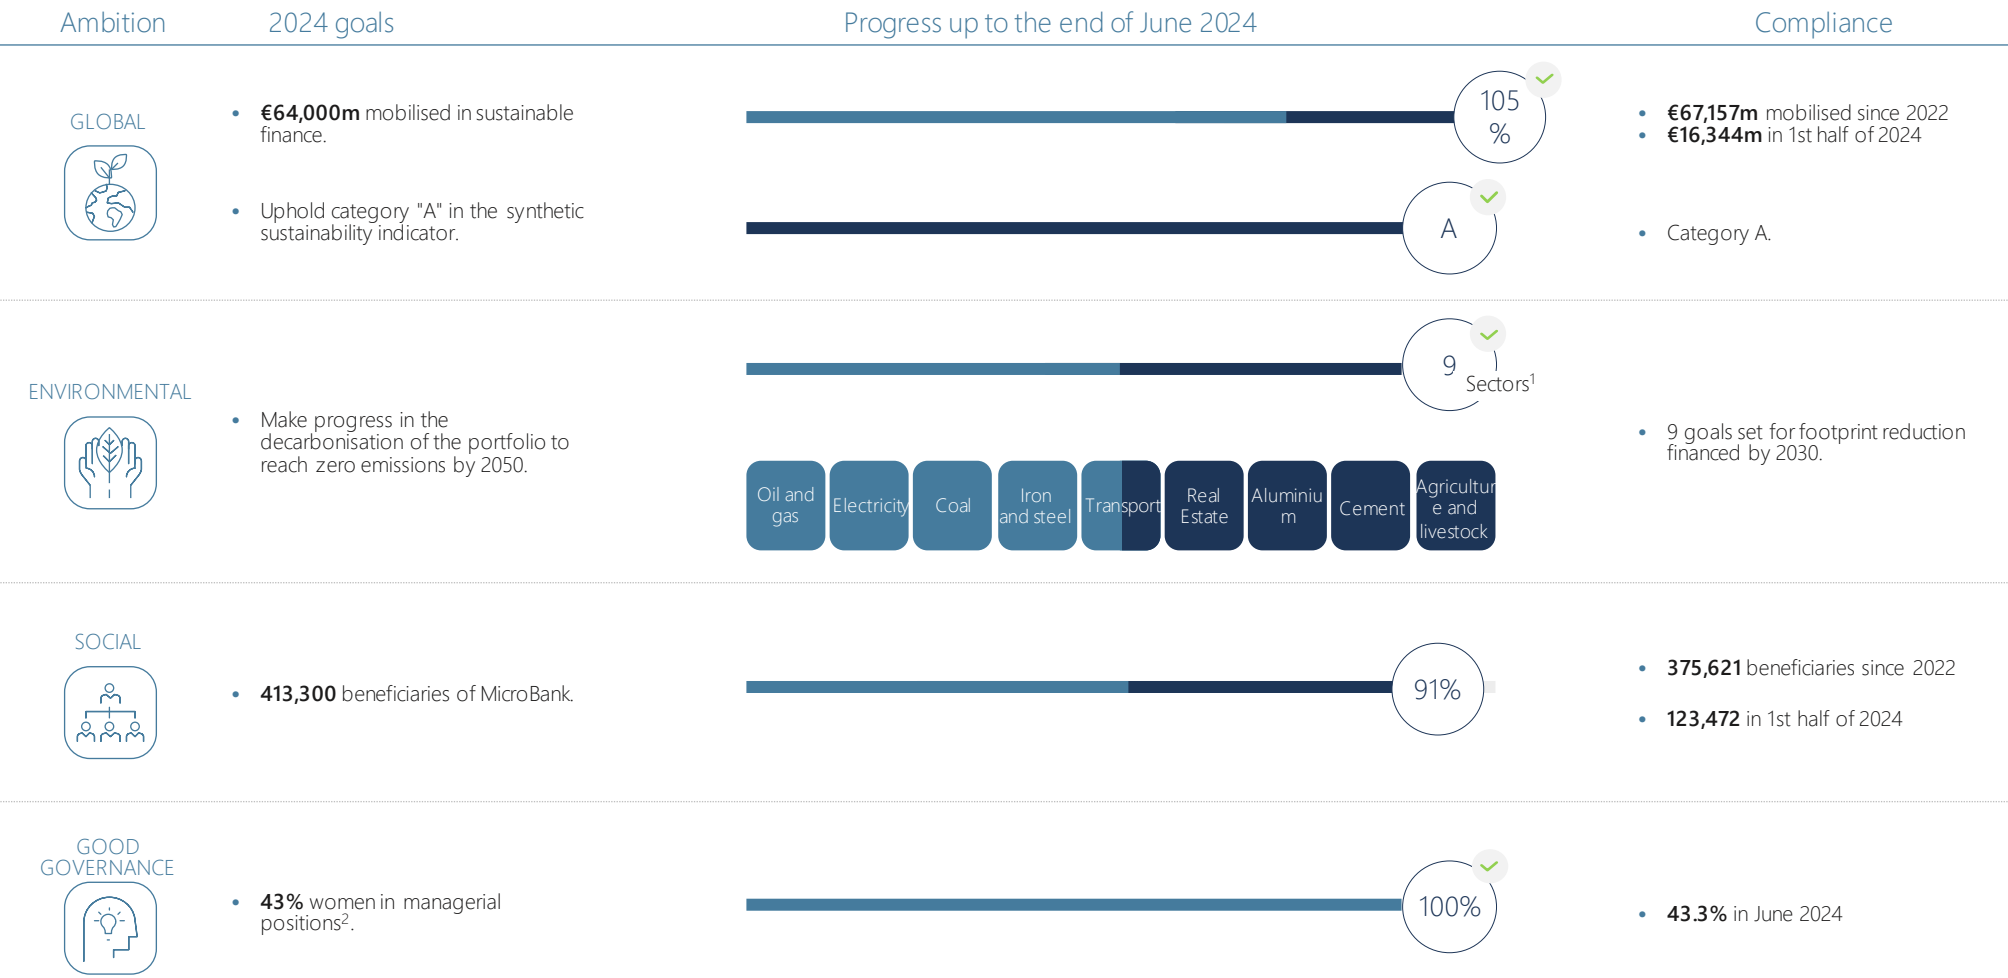 Ambition
2024 goals
Progress up to the end of June 2024
Compliance
GLOBAL
• €64,000m mobilised in sustainable
finance.
105
%
• €67,157m mobilised since 2022
• €16,344m in 1st half of 2024
• Uphold category "A" in the synthetic
sustainability indicator.
A
• Category A.
ENVIRONMENTAL
• Make progress in the
decarbonisation of the portfolio to
reach zero emissions by 2050.
9
Sectors¹
Oil and
gas
Electricity
Coal
Iron
and steel
Transport
Real
Estate
Aluminiu
m
Cement
Agricultur
e and
livestock
• 9 goals set for footprint reduction
financed by 2030.
SOCIAL
• 413,300 beneficiaries of MicroBank.
91%
• 375,621 beneficiaries since 2022
• 123,472 in 1st half of 2024
GOOD
GOVERNANCE
• 43% women in managerial
positions².
100%
• 43.3% in June 2024